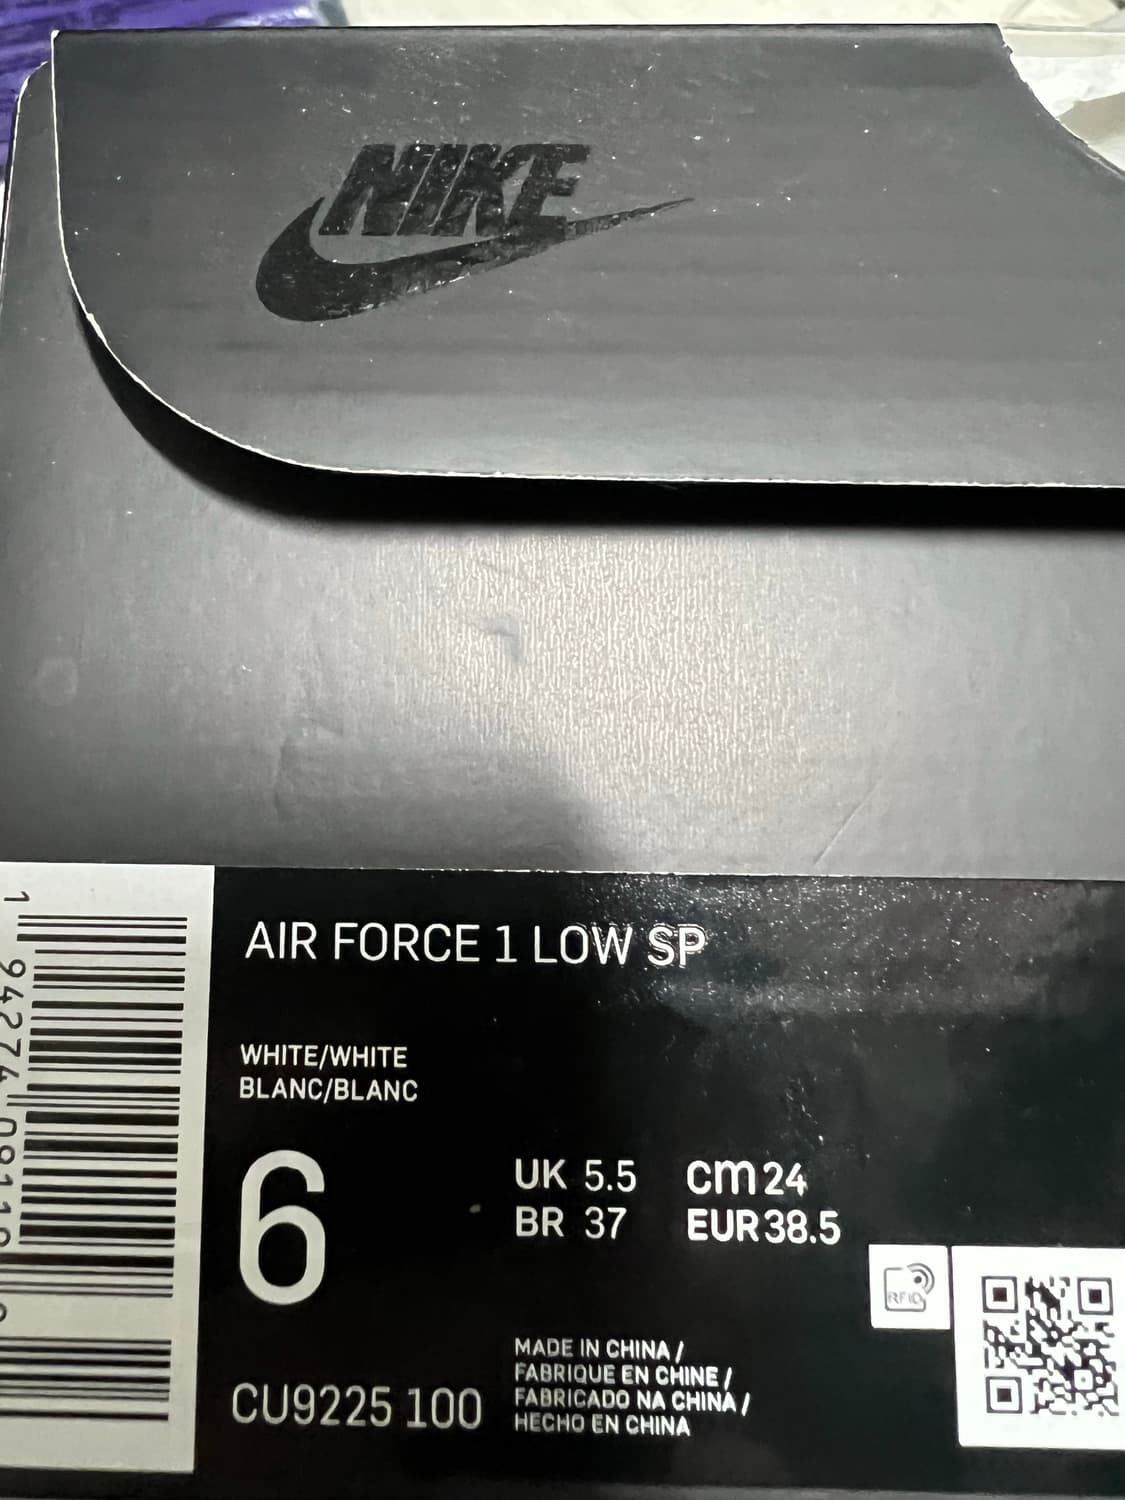 NIKE
AIR FORCE 1 LOW SP
WHITE/WHITE
BLANC/BLANC
6
UK 5.5 cm 24
BR 37 EUR 38.5
RFID
CU9225 100
MADE IN CHINA /
FABRIQUE EN CHINE /
FABRICADO NA CHINA /
HECHO EN CHINA